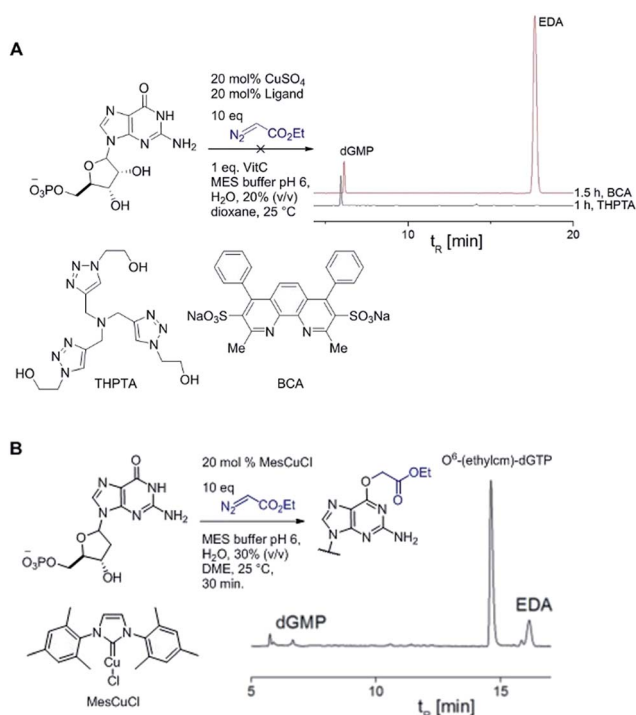 A
EDA
20 mol% CuSO4
20 mol% Ligand
10 eq
N2 CO2Et
1 eq. VitC
MES buffer pH 6,
H2O, 20% (v/v)
dioxane, 25 °C
O
N
NH
N
N
NH2
O
OH
−O3PO
OH
dGMP
1.5 h, BCA
1 h, THPTA
10
20
tR [min]
OH
N
N
N
N
N
N
N
N
N
N
HO
OH
THPTA
NaO3S
SO3Na
N
N
Me
Me
BCA
B
20 mol % MesCuCl
10 eq
N2 CO2Et
MES buffer pH 6,
H2O, 30% (v/v)
DME, 25 °C,
30 min.
O
N
NH
N
N
NH2
O
−O3PO
OH
O
OEt
O
N
N
N
N
NH2
O6-(ethylcm)-dGTP
dGMP
EDA
N
N
Cu
Cl
MesCuCl
5
10
15
tR [min]